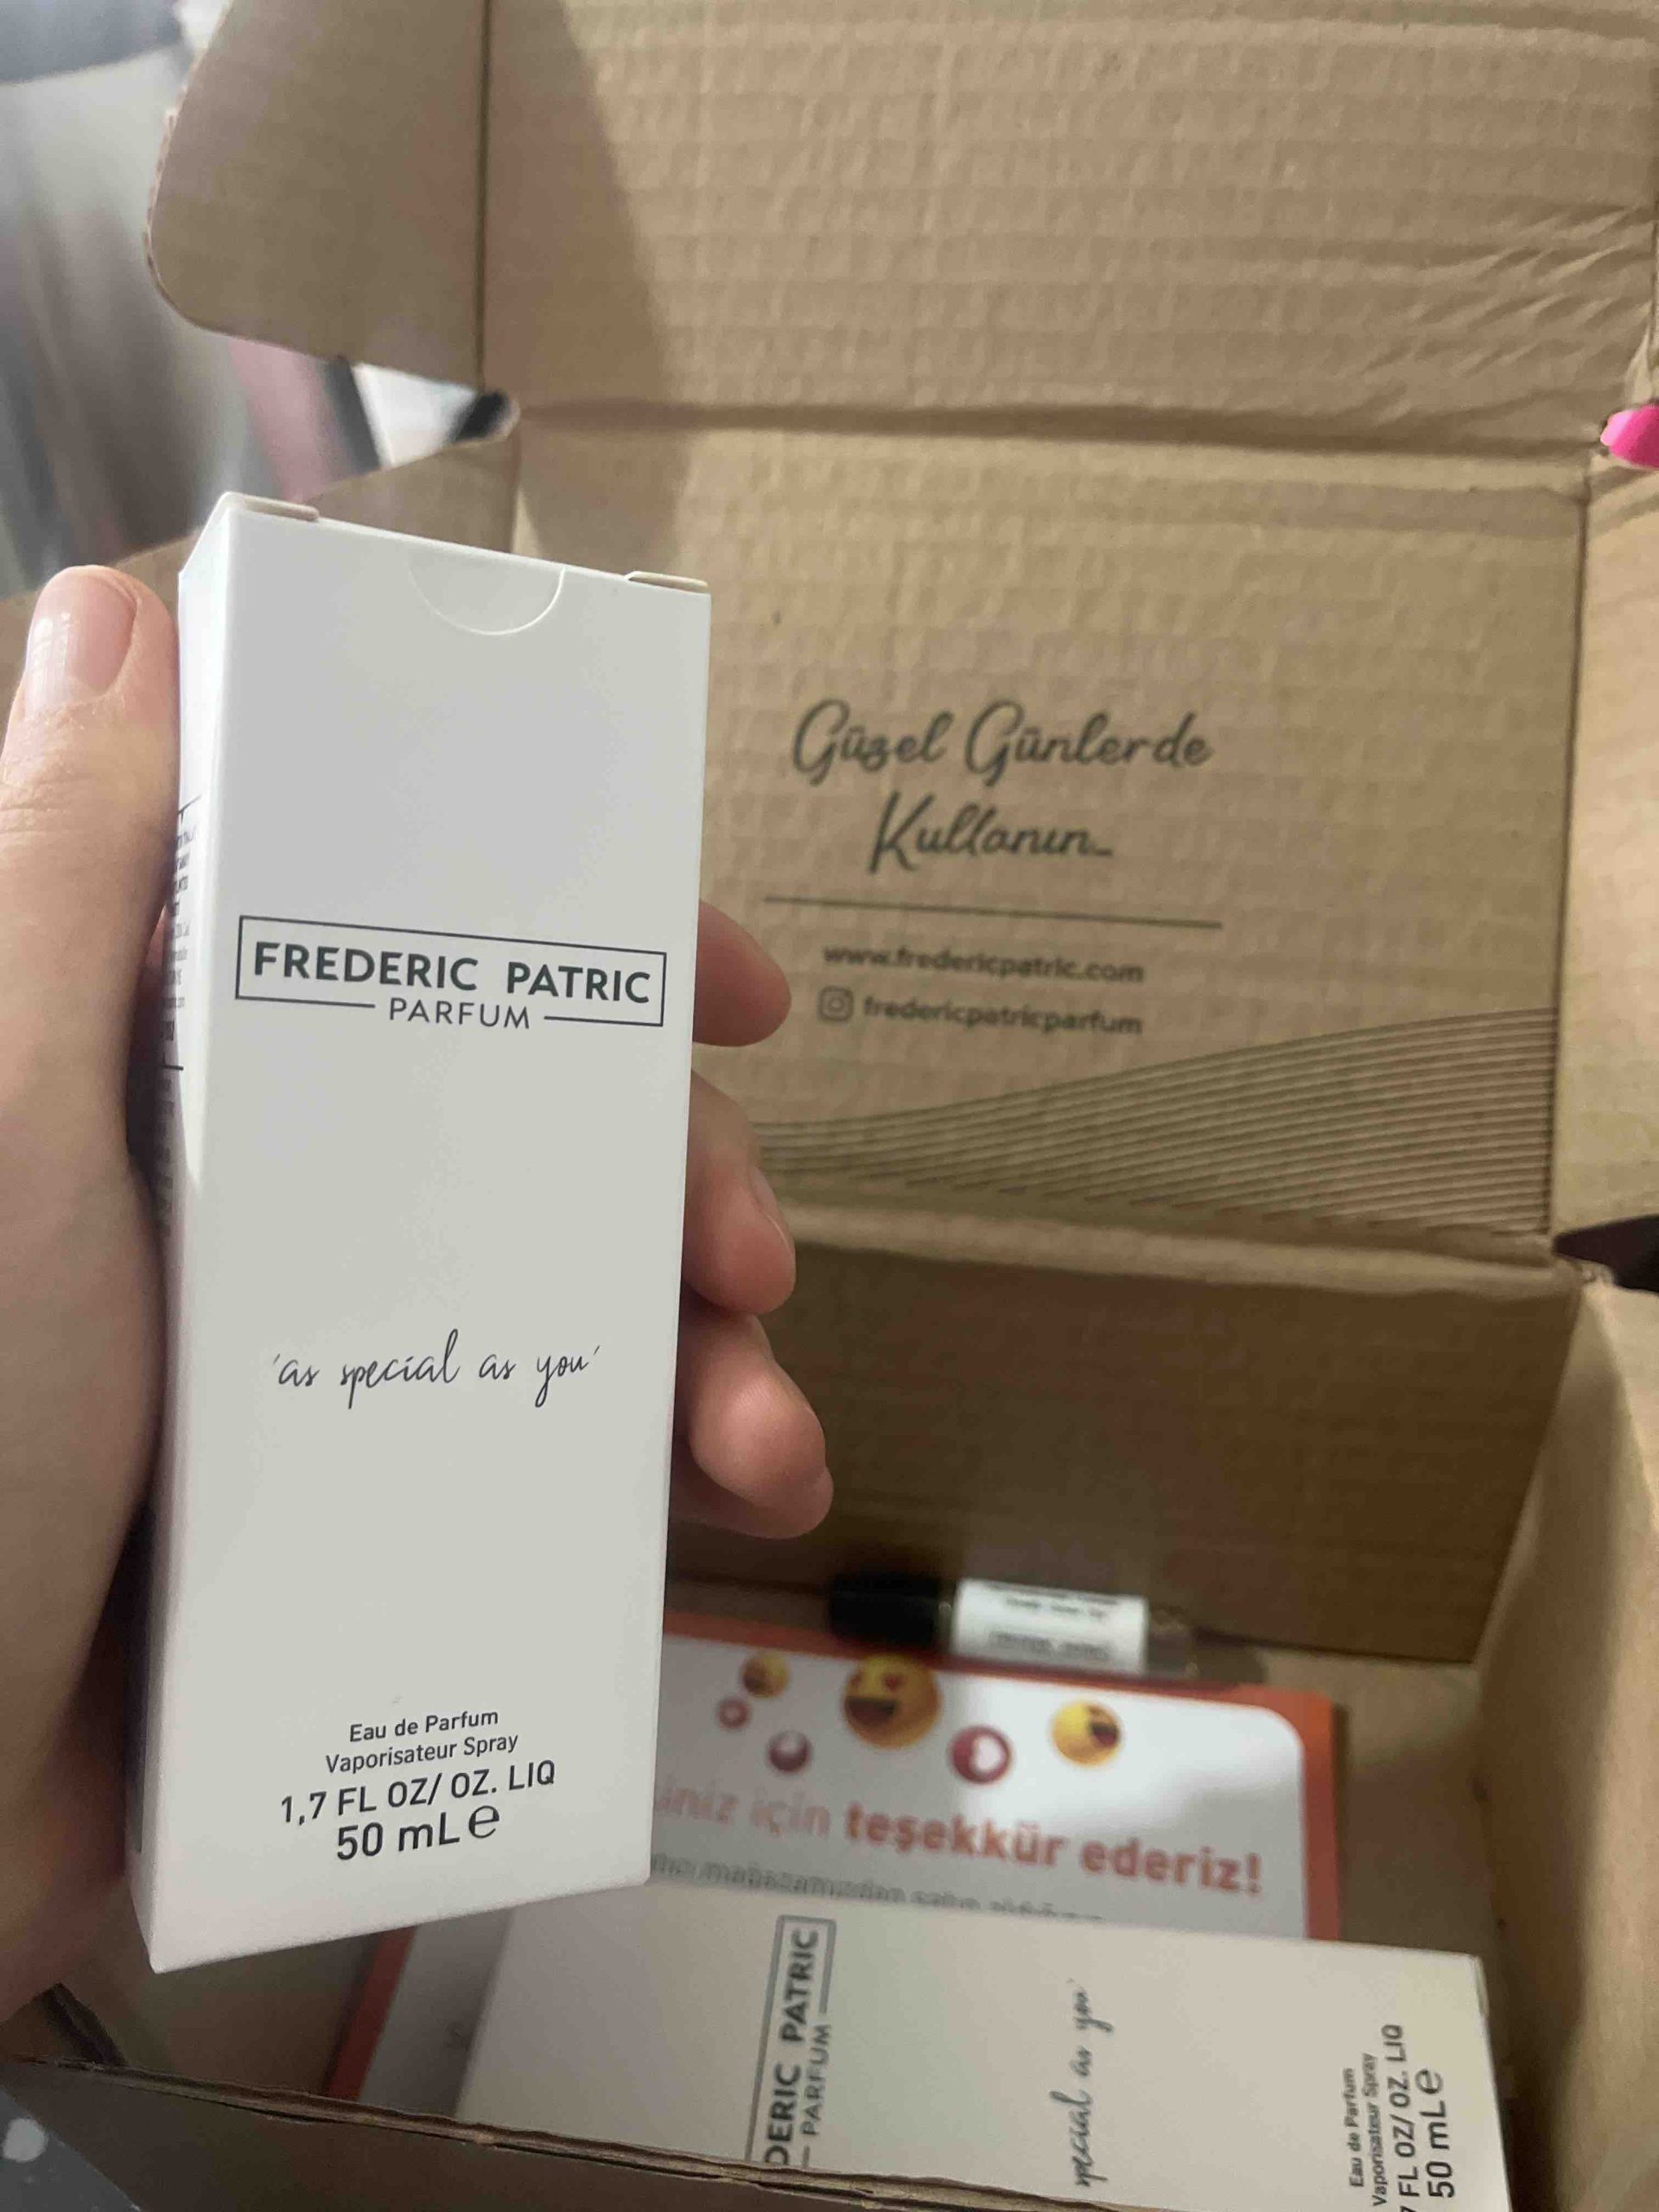 FREDERIC PATRIC
PARFUM
'as special as you'
Eau de Parfum
Vaporisateur Spray
1,7 FL OZ/ OZ. LIQ
50 mL e
Güzel Günlerde
Kullanın
www.fredericpatric.com
fredericpatricparfum
için teşekkür ederiz!
DERIC PATRIC
PARFUM
special as you'
Eau de Parfum
Vaporisateur Spray
7 FL OZ/ OZ. LIQ
50 mL e